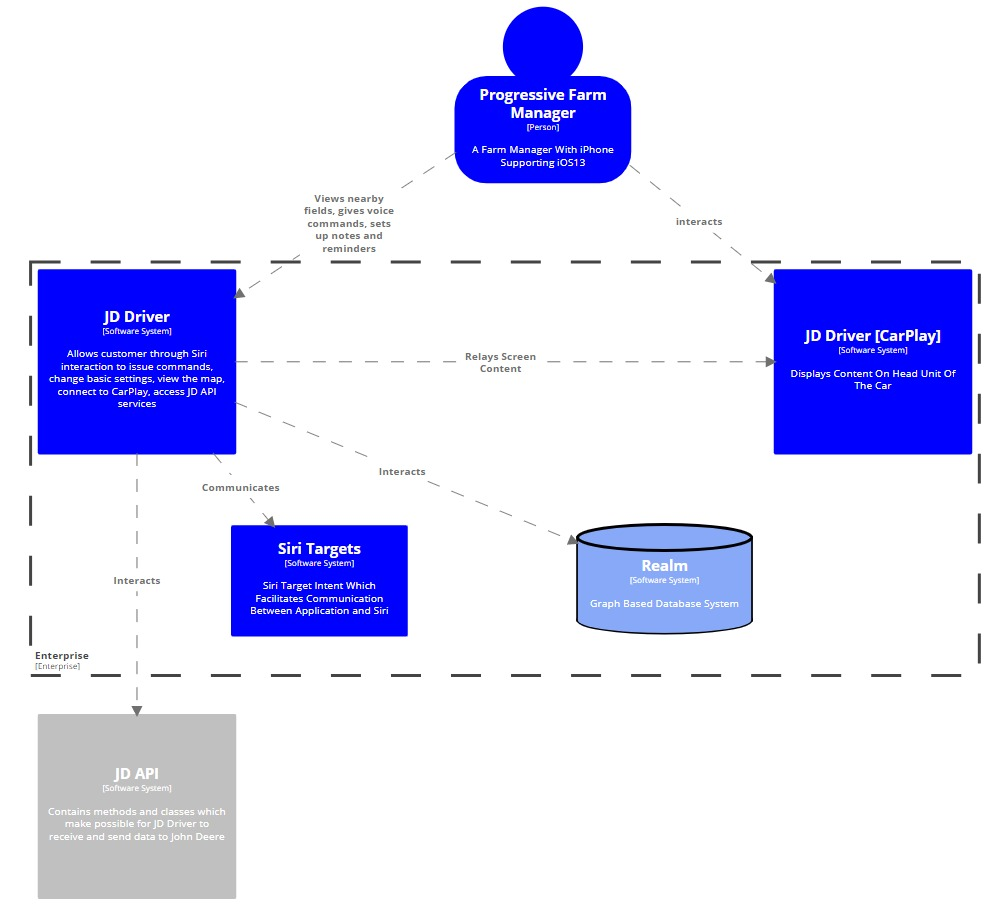 Progressive Farm
Manager
[Person]
A Farm Manager With iPhone
Supporting iOS13
Views nearby
fields, gives voice
commands, sets
up notes and
reminders
interacts
JD Driver
[Software System]
Allows customer through Siri
interaction to issue commands,
change basic settings, view the map,
connect to CarPlay, access JD API
services
Relays Screen
Content
JD Driver [CarPlay]
[Software System]
Displays Content On Head Unit Of
The Car
Communicates
Interacts
Siri Targets
[Software System]
Siri Target Intent Which
Facilitates Communication
Between Application and Siri
Realm
[Software System]
Graph Based Database System
Interacts
Enterprise
[Enterprise]
JD API
[Software System]
Contains methods and classes which
make possible for JD Driver to
receive and send data to John Deere